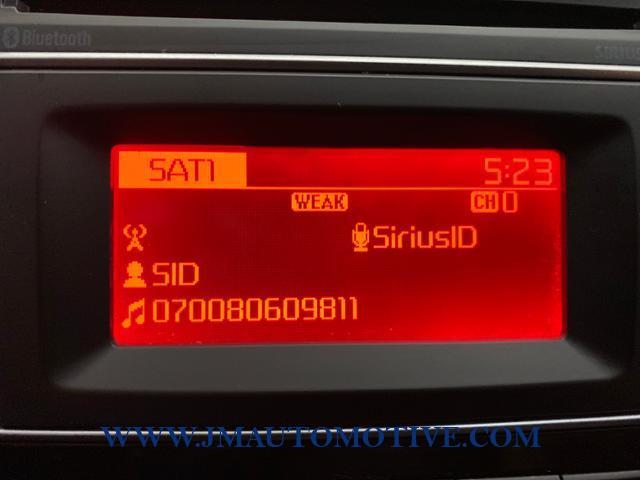 Bluetooth
SAT1 5:23
WEAK CH 0
SiriusID
SID
070080609811
WWW.JMAUTOMOTIVE.COM